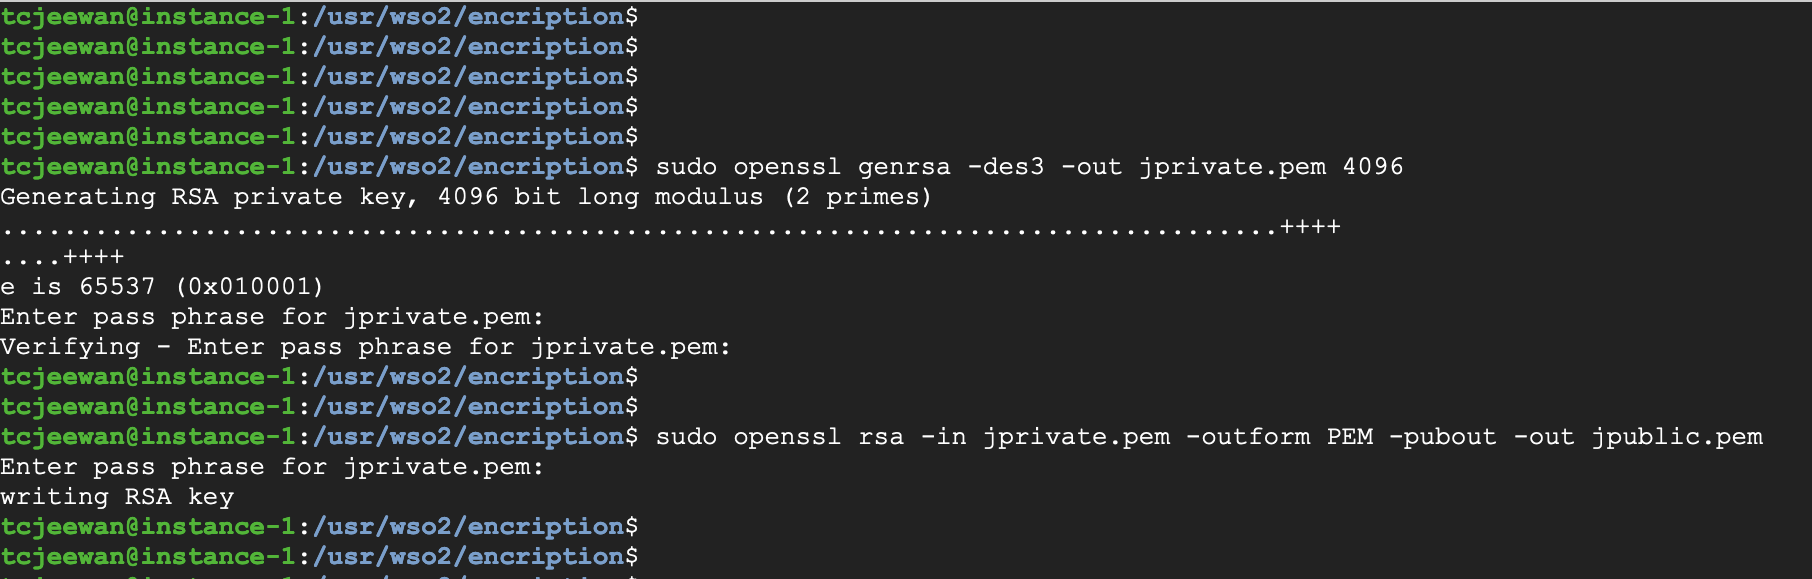 tcjeewan@instance-1:/usr/wso2/encription$
tcjeewan@instance-1:/usr/wso2/encription$
tcjeewan@instance-1:/usr/wso2/encription$
tcjeewan@instance-1:/usr/wso2/encription$
tcjeewan@instance-1:/usr/wso2/encription$
tcjeewan@instance-1:/usr/wso2/encription$ sudo openssl genrsa -des3 -out jprivate.pem 4096
Generating RSA private key, 4096 bit long modulus (2 primes)
..................................................................................++++
....++++
e is 65537 (0x010001)
Enter pass phrase for jprivate.pem:
Verifying - Enter pass phrase for jprivate.pem:
tcjeewan@instance-1:/usr/wso2/encription$
tcjeewan@instance-1:/usr/wso2/encription$
tcjeewan@instance-1:/usr/wso2/encription$ sudo openssl rsa -in jprivate.pem -outform PEM -pubout -out jpublic.pem
Enter pass phrase for jprivate.pem:
writing RSA key
tcjeewan@instance-1:/usr/wso2/encription$
tcjeewan@instance-1:/usr/wso2/encription$